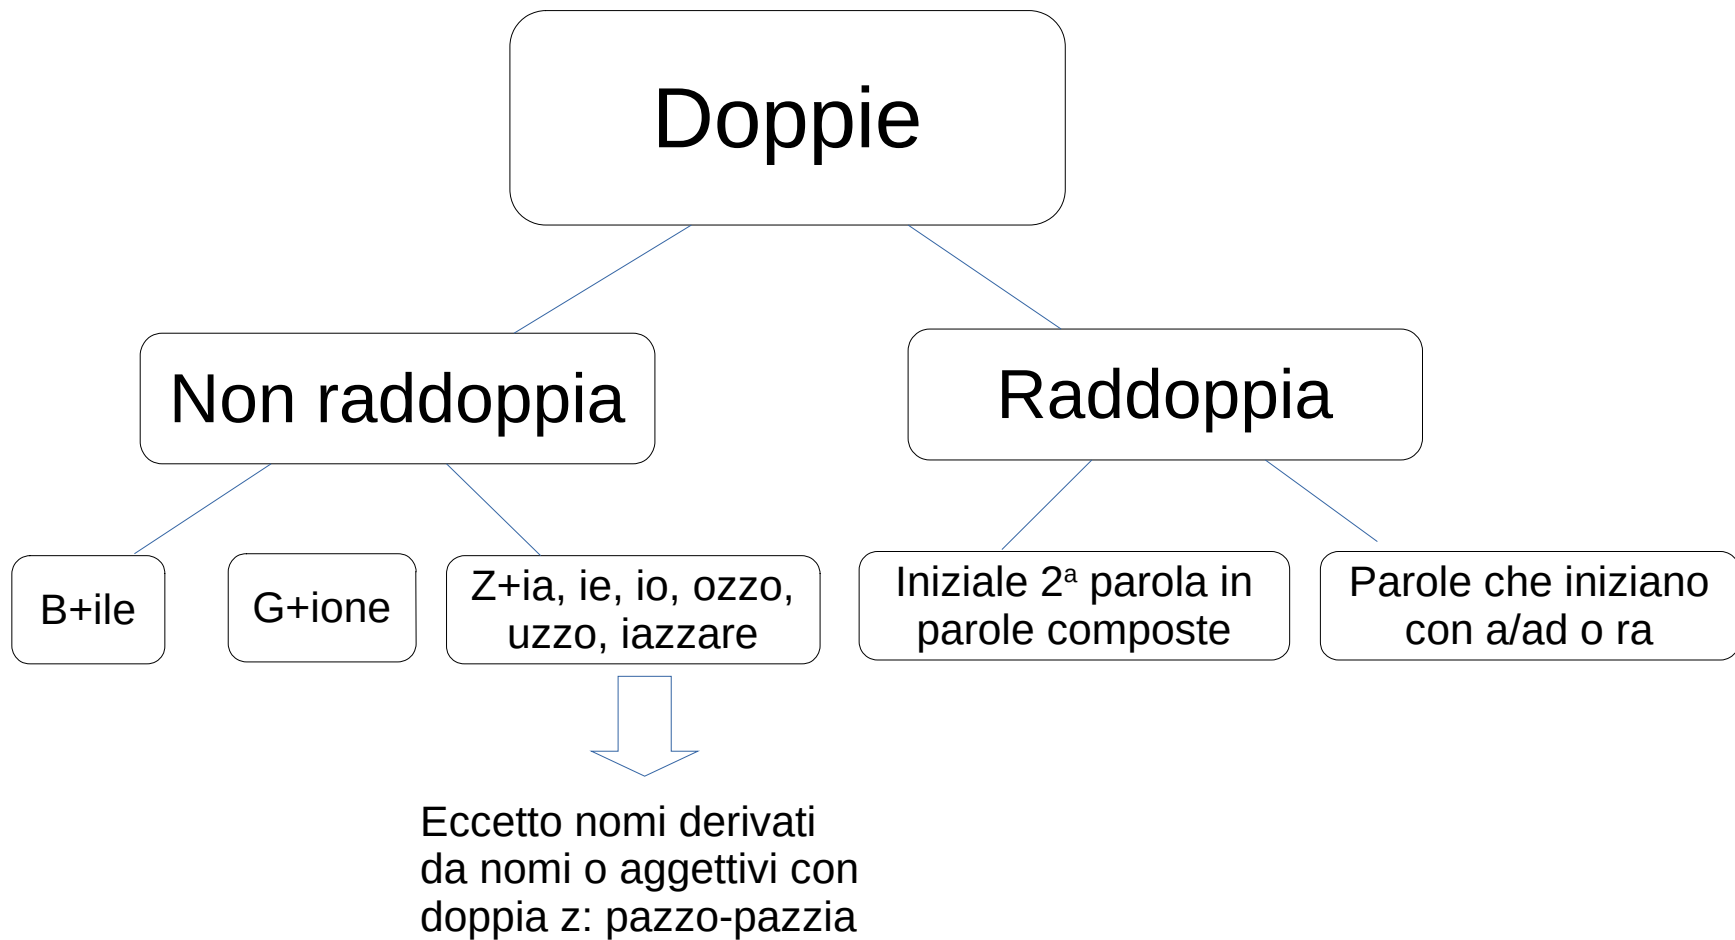 Doppie
Non raddoppia
Raddoppia
B+ile
G+ione
Z+ia, ie, io, ozzo,
uzzo, iazzare
Iniziale 2ª parola in
parole composte
Parole che iniziano
con a/ad o ra
Eccetto nomi derivati
da nomi o aggettivi con
doppia z: pazzo-pazzia